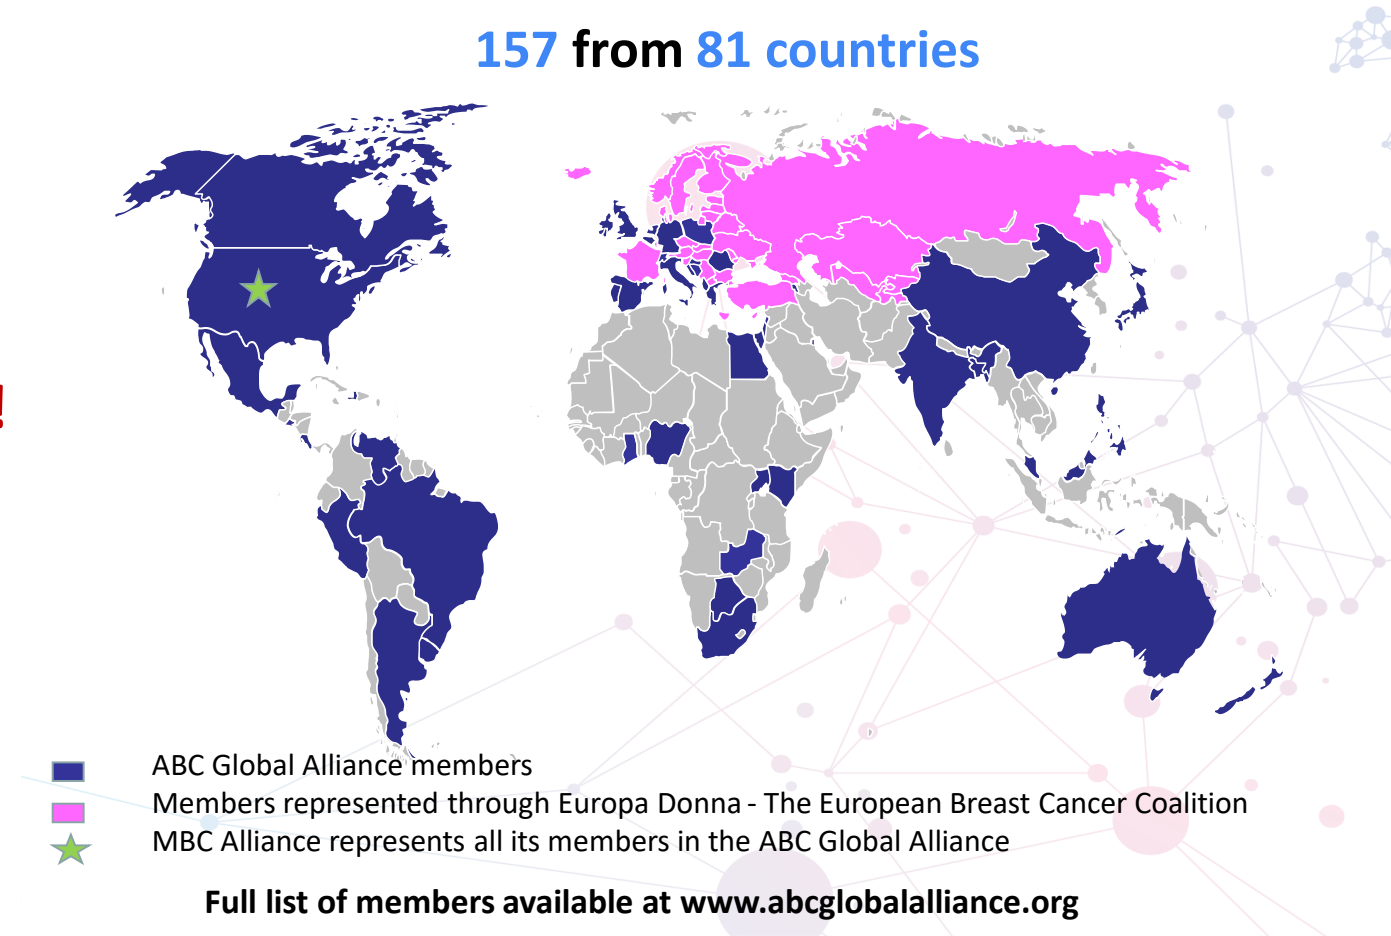 157 from 81 countries
!
ABC Global Alliance members
Members represented through Europa Donna - The European Breast Cancer Coalition
MBC Alliance represents all its members in the ABC Global Alliance
Full list of members available at www.abcglobalalliance.org